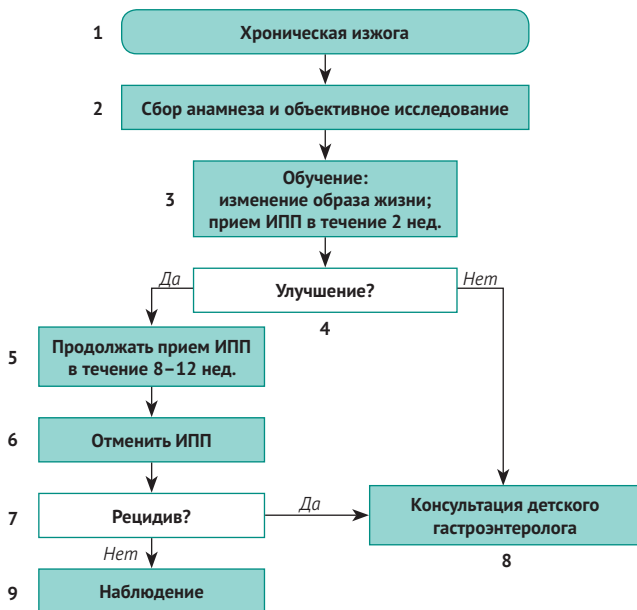 1
Хроническая изжога
2
Сбор анамнеза и объективное исследование
3
Обучение:
изменение образа жизни;
прием ИПП в течение 2 нед.
Да
Улучшение?
Нет
4
5
Продолжать прием ИПП
в течение 8–12 нед.
6
Отменить ИПП
7
Рецидив?
Да
Консультация детского
гастроэнтеролога
8
Нет
9
Наблюдение